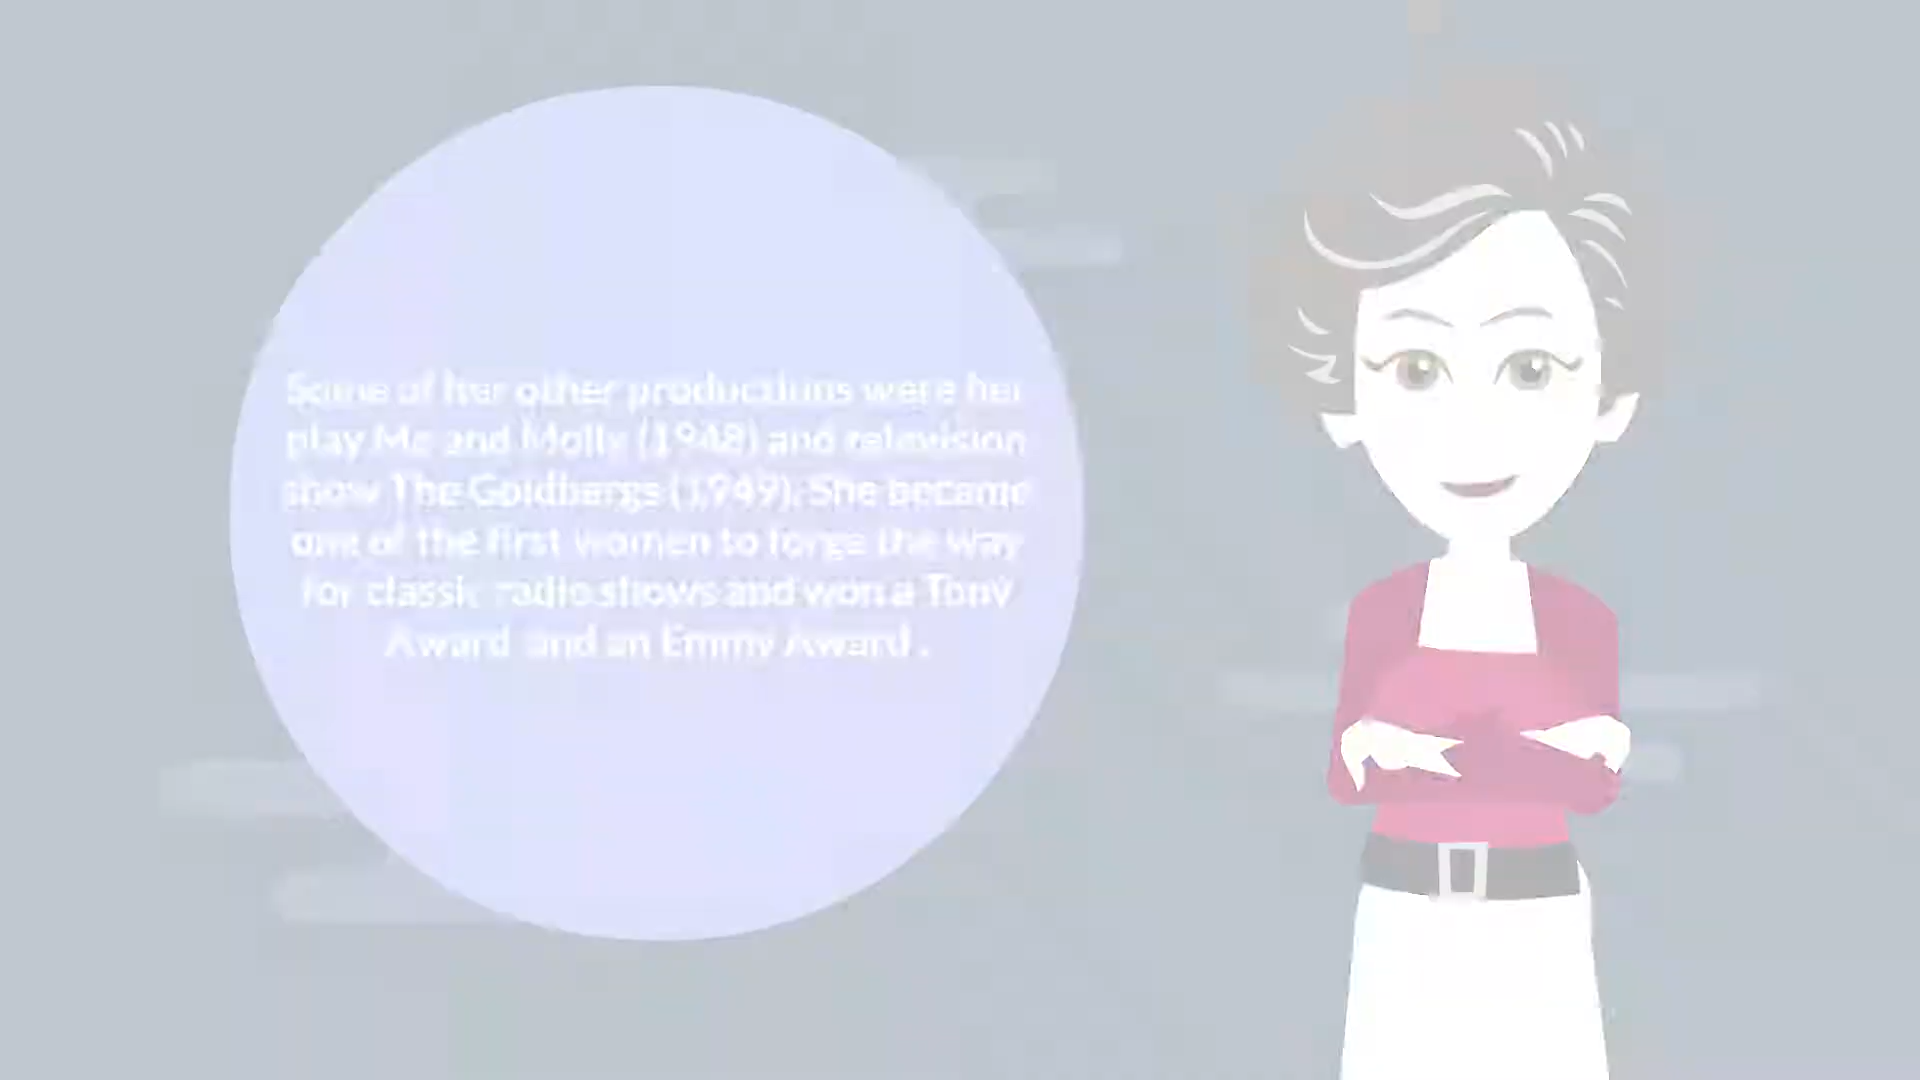 Some of her other productions were her
play Me and Molly (1948) and television
show The Goldbergs (1949). She became
one of the first women to forge the way
for classic radio shows and won a Tony
Award and an Emmy Award .